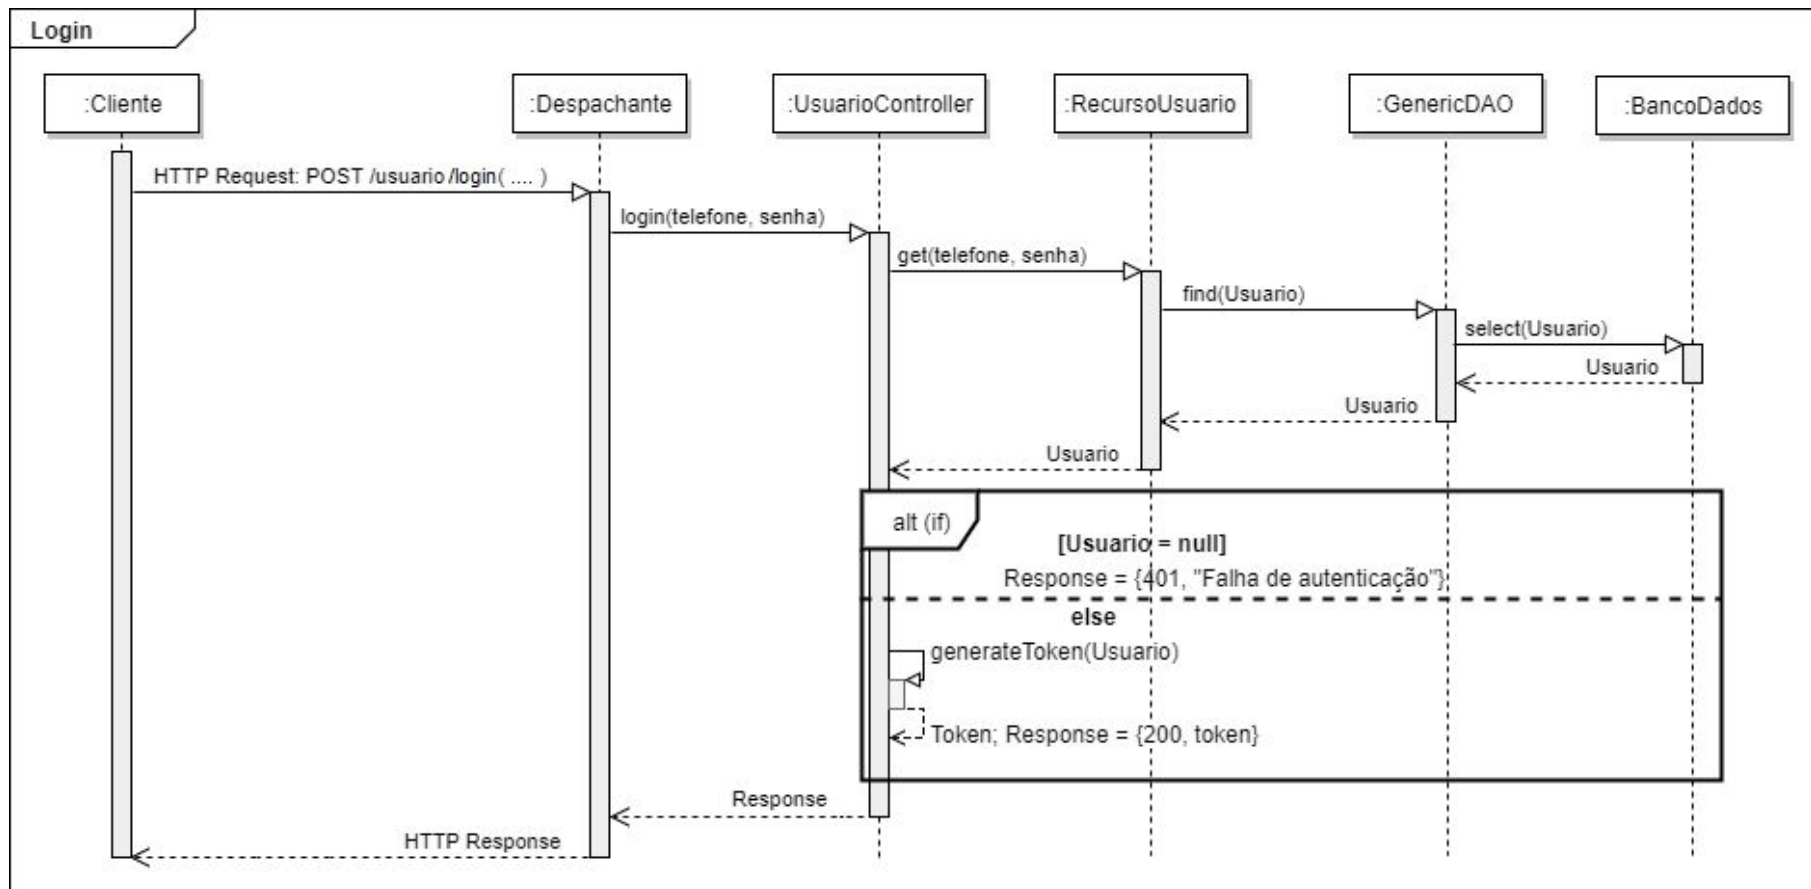 Login
:Cliente
:Despachante
:UsuarioController
:RecursoUsuario
:GenericDAO
:BancoDados
HTTP Request: POST /usuario/login( .... )
login(telefone, senha)
get(telefone, senha)
find(Usuario)
select(Usuario)
Usuario
Usuario
Usuario
alt (if)
[Usuario = null]
Response = {401, "Falha de autenticação"}
else
generateToken(Usuario)
Token; Response = {200, token}
Response
HTTP Response